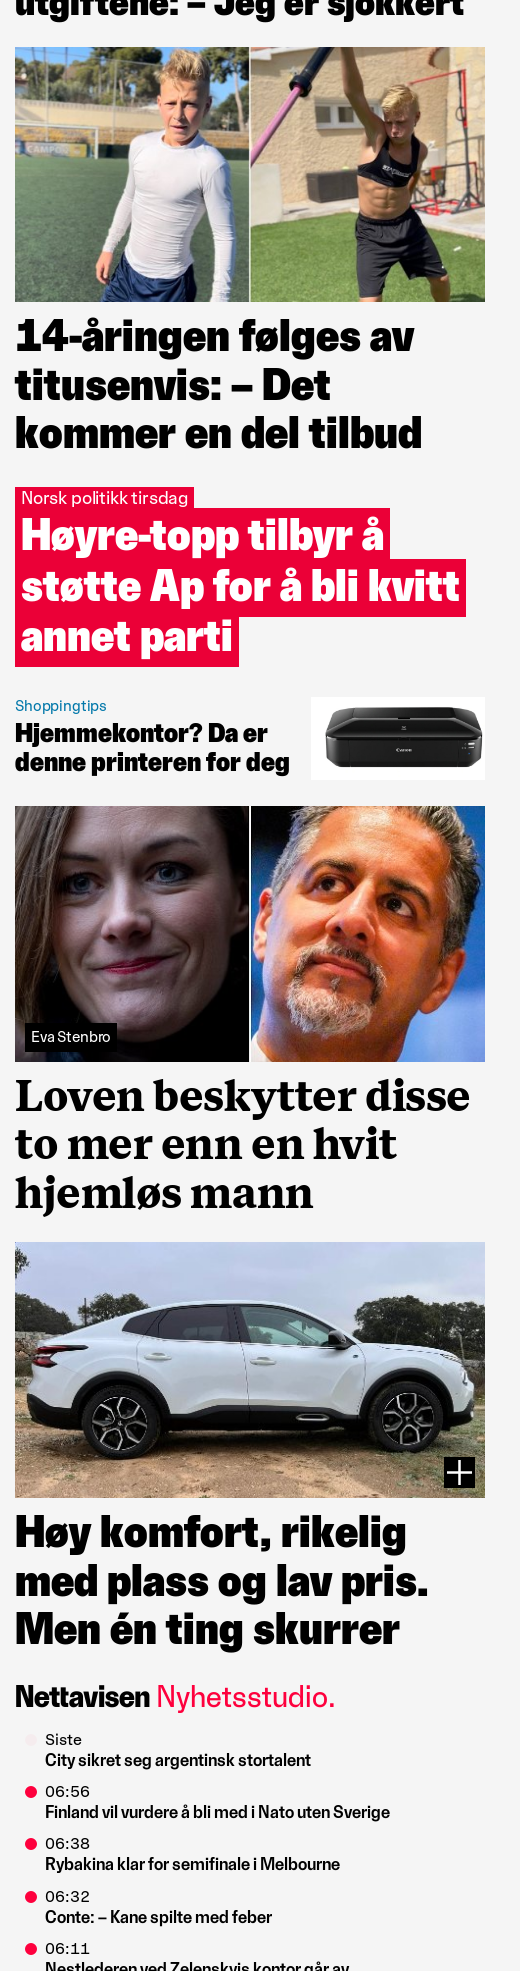 utgiftene: – Jeg er sjokkert
14-åringen følges av
titusenvis: – Det
kommer en del tilbud
Norsk politikk tirsdag
Høyre-topp tilbyr å
støtte Ap for å bli kvitt
annet parti
Shoppingtips
Hjemmekontor? Da er
denne printeren for deg
Canon
Eva Stenbro
Loven beskytter disse
to mer enn en hvit
hjemløs mann
Høy komfort, rikelig
med plass og lav pris.
Men én ting skurrer
Nettavisen Nyhetsstudio.
Siste
City sikret seg argentinsk stortalent
06:56
Finland vil vurdere å bli med i Nato uten Sverige
06:38
Rybakina klar for semifinale i Melbourne
06:32
Conte: – Kane spilte med feber
06:11
Nestlederen ved Zelenskyjs kontor går av